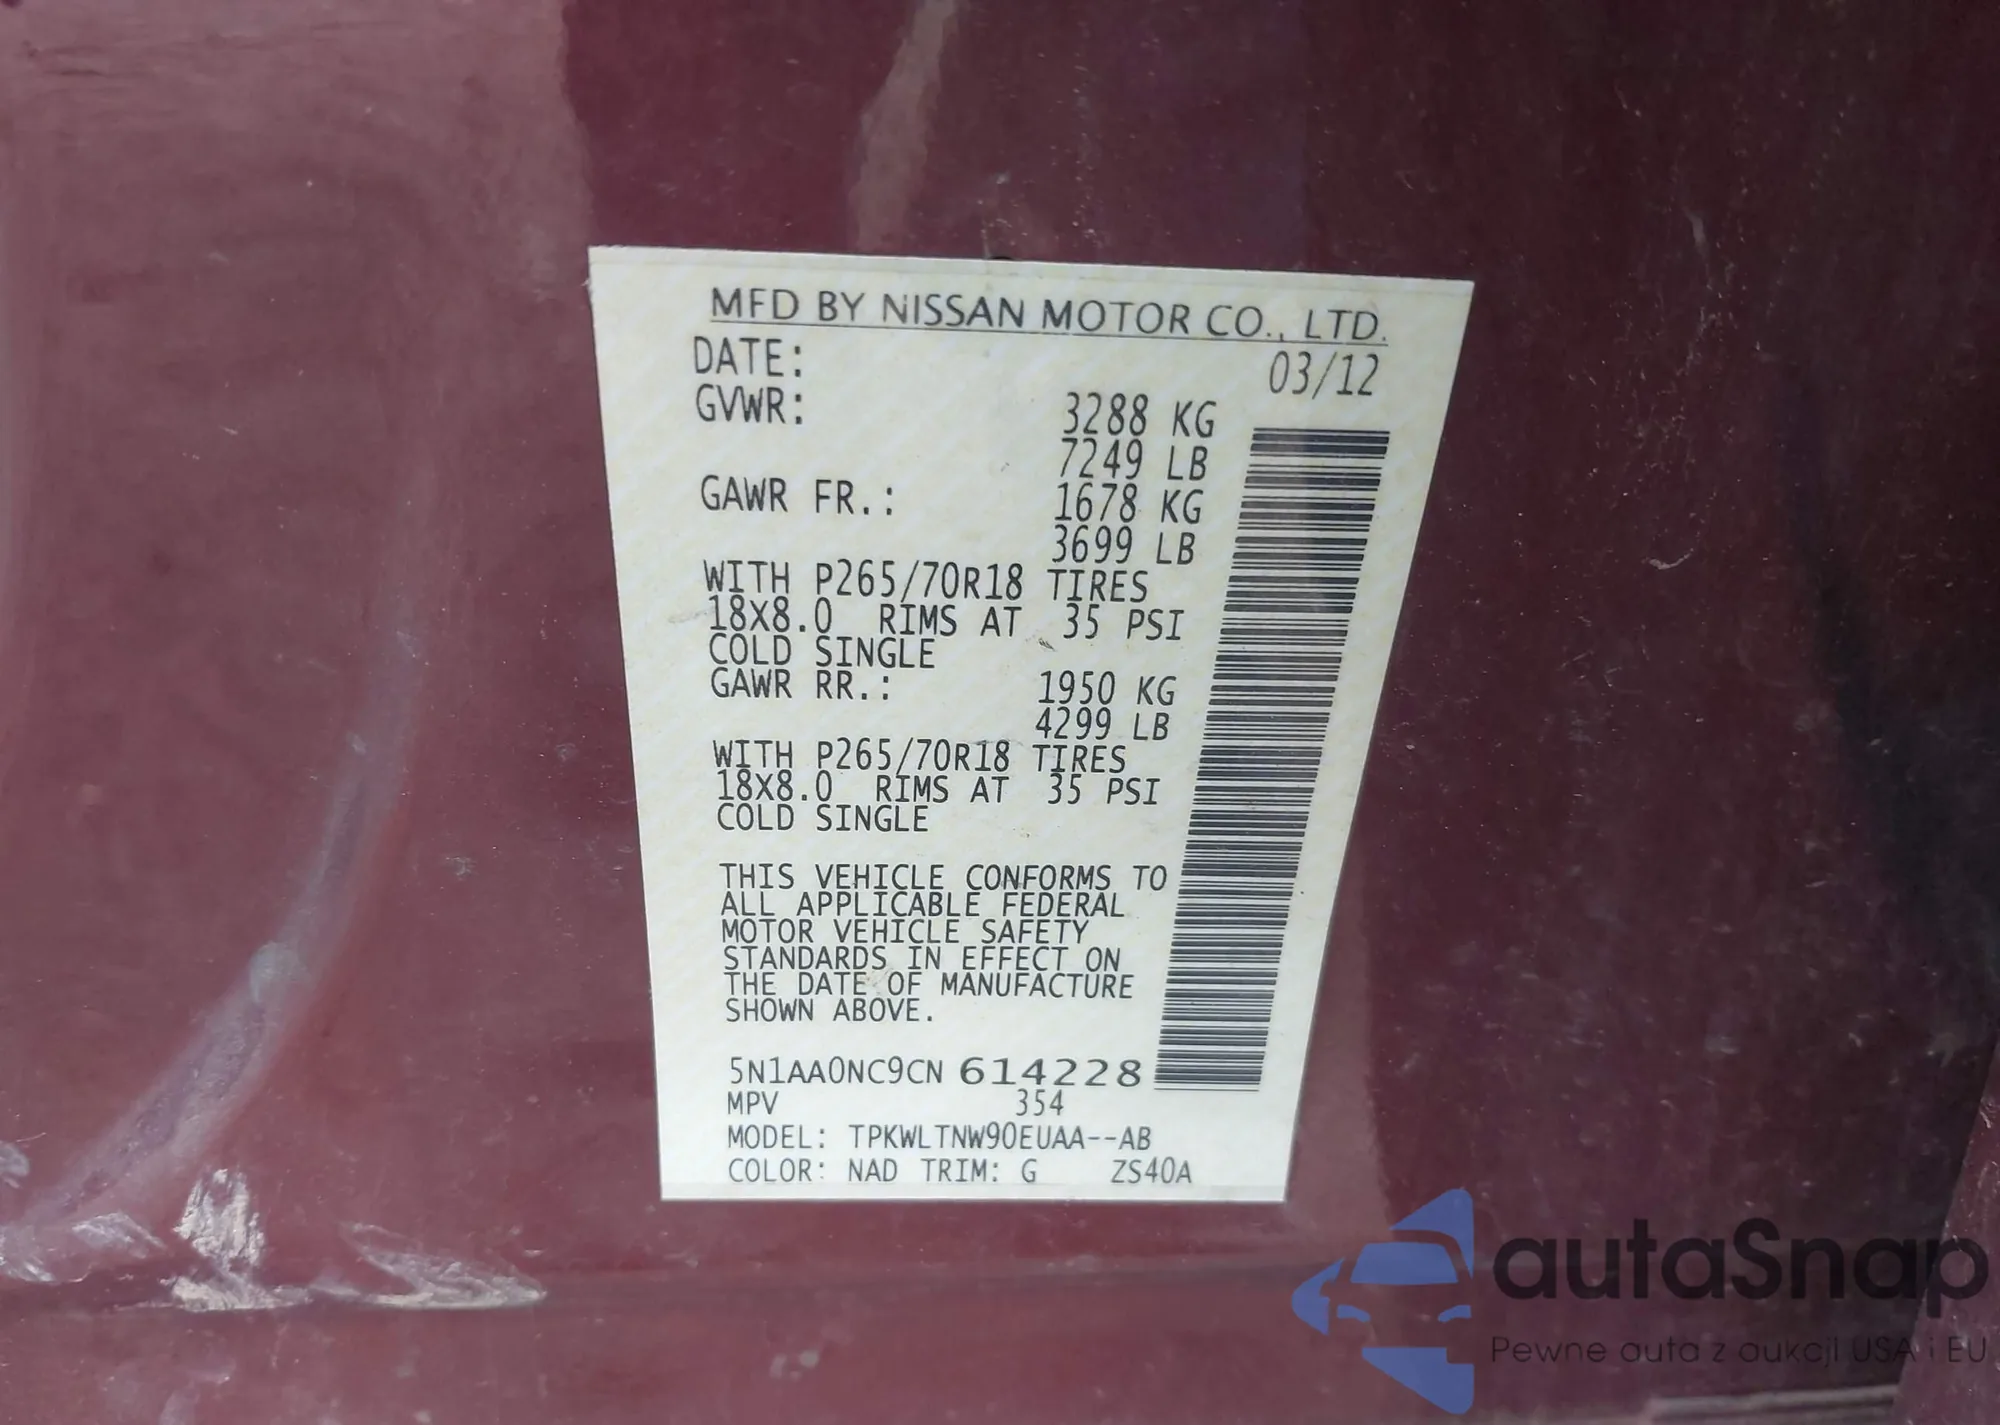 MFD BY NISSAN MOTOR CO., LTD.
DATE: 03/12
GVWR: 3288 KG
7249 LB
GAWR FR.: 1678 KG
3699 LB
WITH P265/70R18 TIRES
18X8.0 RIMS AT 35 PSI
COLD SINGLE
GAWR RR.: 1950 KG
4299 LB
WITH P265/70R18 TIRES
18X8.0 RIMS AT 35 PSI
COLD SINGLE
THIS VEHICLE CONFORMS TO
ALL APPLICABLE FEDERAL
MOTOR VEHICLE SAFETY
STANDARDS IN EFFECT ON
THE DATE OF MANUFACTURE
SHOWN ABOVE.
5N1AA0NC9CN 614228
MPV 354
MODEL: TPKWLTNW90EUAA--AB
COLOR: NAD TRIM: G ZS40A
autaSnap
Pewne auta z aukcji USA i EU